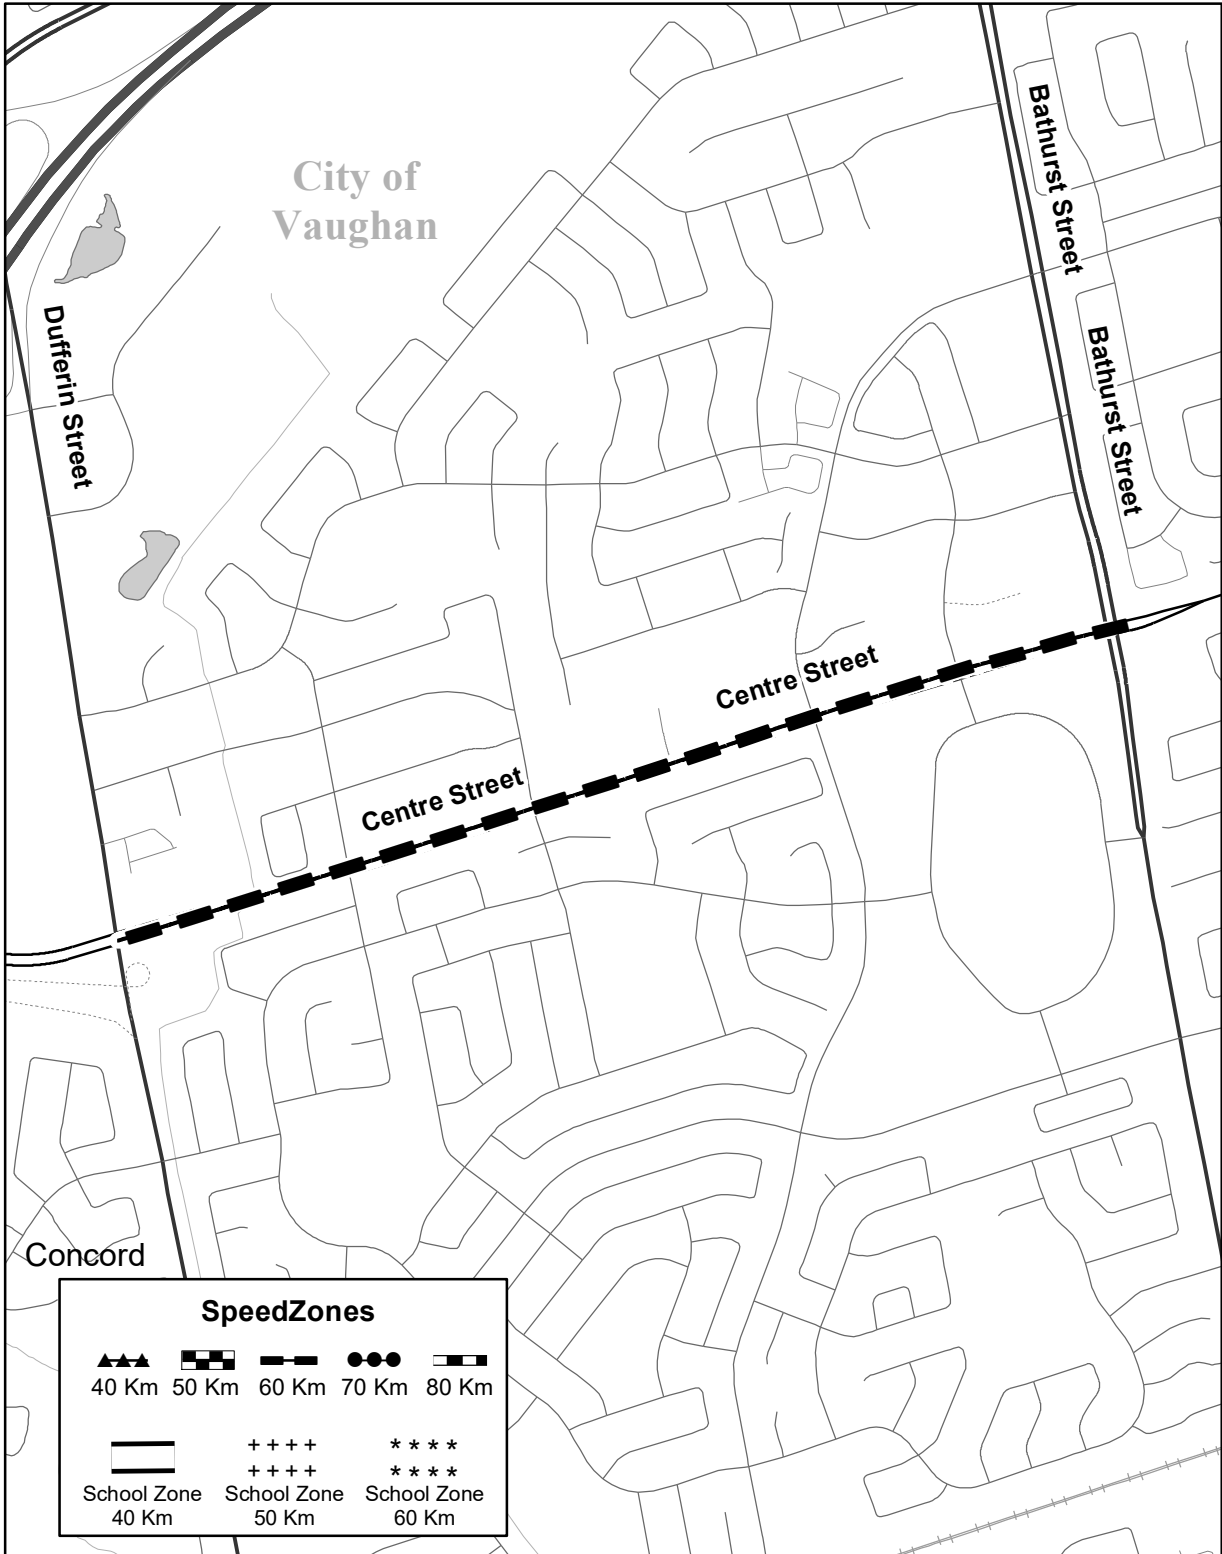 City of
Vaughan
Bathurst Street
Dufferin Street
Bathurst Street
Centre Street
Centre Street
Concord
SpeedZones
40 Km 50 Km 60 Km 70 Km 80 Km
School Zone School Zone School Zone
40 Km 50 Km 60 Km